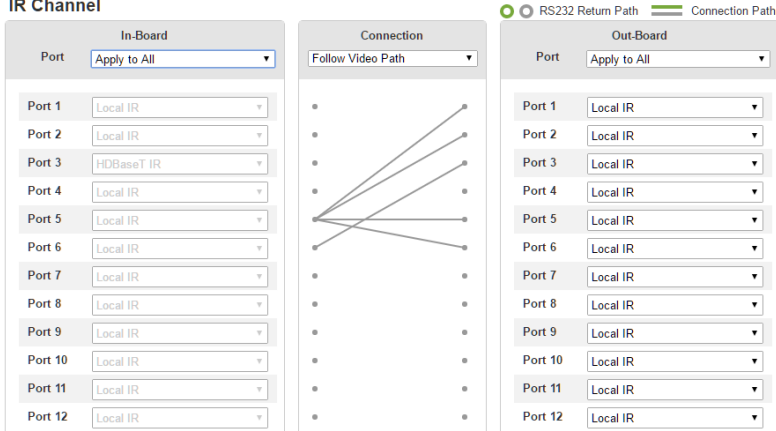 IR Channel
RS232 Return Path Connection Path
In-Board Connection Out-Board
Port Apply to All Follow Video Path Port Apply to All
Port 1 Local IR Port 1 Local IR
Port 2 Local IR Port 2 Local IR
Port 3 HDBaseT IR Port 3 Local IR
Port 4 Local IR Port 4 Local IR
Port 5 Local IR Port 5 Local IR
Port 6 Local IR Port 6 Local IR
Port 7 Local IR Port 7 Local IR
Port 8 Local IR Port 8 Local IR
Port 9 Local IR Port 9 Local IR
Port 10 Local IR Port 10 Local IR
Port 11 Local IR Port 11 Local IR
Port 12 Local IR Port 12 Local IR